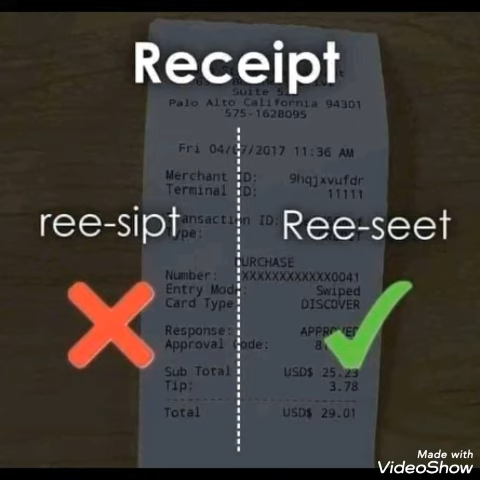 Receipt
Suite 5
Palo Alto California 94301
575-1628095
Fri 04/07/2017 11:36 AM
Merchant ID: 9hqjxvufdr
Terminal ID: 11111
ree-sipt Ree-seet
Transaction ID:
Type:
PURCHASE
Number: XXXXXXXXXXXX0041
Entry Mode: Swiped
Card Type: DISCOVER
Response: APPROVED
Approval Code:
Sub Total: USD$ 25.23
Tip: 3.78
Total USD$ 29.01
Made with
VideoShow